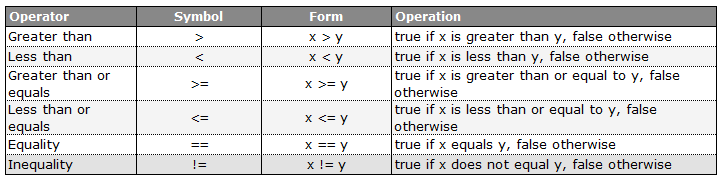 Operator Symbol Form Operation
Greater than > x > y true if x is greater than y, false otherwise
Less than < x < y true if x is less than y, false otherwise
Greater than or equals >= x >= y true if x is greater than or equal to y, false otherwise
Less than or equals <= x <= y true if x is less than or equal to y, false otherwise
Equality == x == y true if x equals y, false otherwise
Inequality != x != y true if x does not equal y, false otherwise